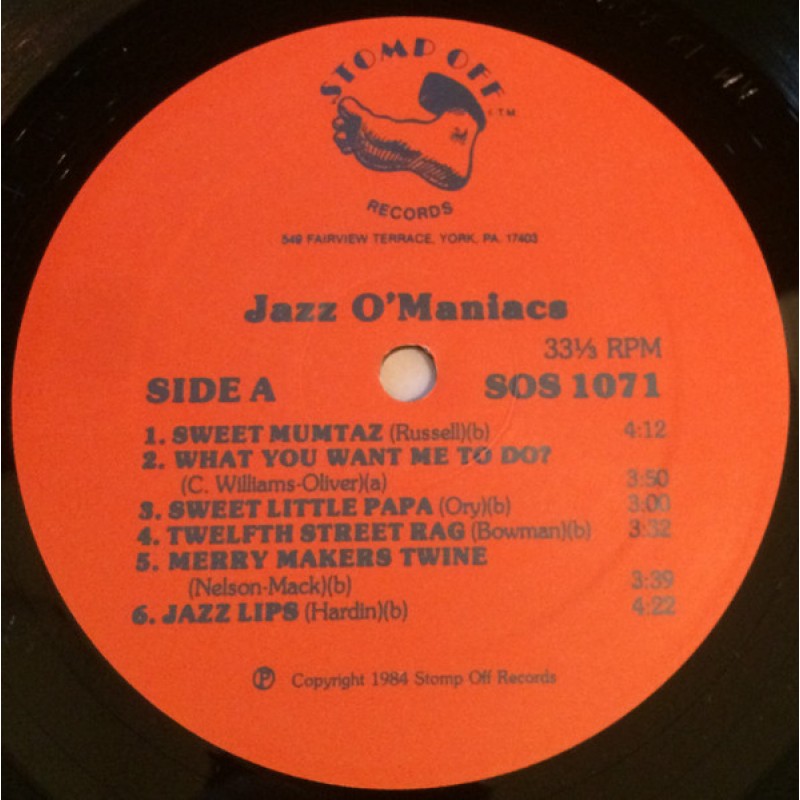 STOMP OFF
TM
RECORDS
549 FAIRVIEW TERRACE, YORK, PA. 17403
Jazz O'Maniacs
33⅓ RPM
SIDE A SOS 1071
1. SWEET MUMTAZ (Russell)(b) 4:12
2. WHAT YOU WANT ME TO DO?
(C. Williams-Oliver)(a) 3:50
3. SWEET LITTLE PAPA (Ory)(b) 3:00
4. TWELFTH STREET RAG (Bowman)(b) 3:32
5. MERRY MAKERS TWINE
(Nelson-Mack)(b) 3:39
6. JAZZ LIPS (Hardin)(b) 4:22
Ⓟ Copyright 1984 Stomp Off Records